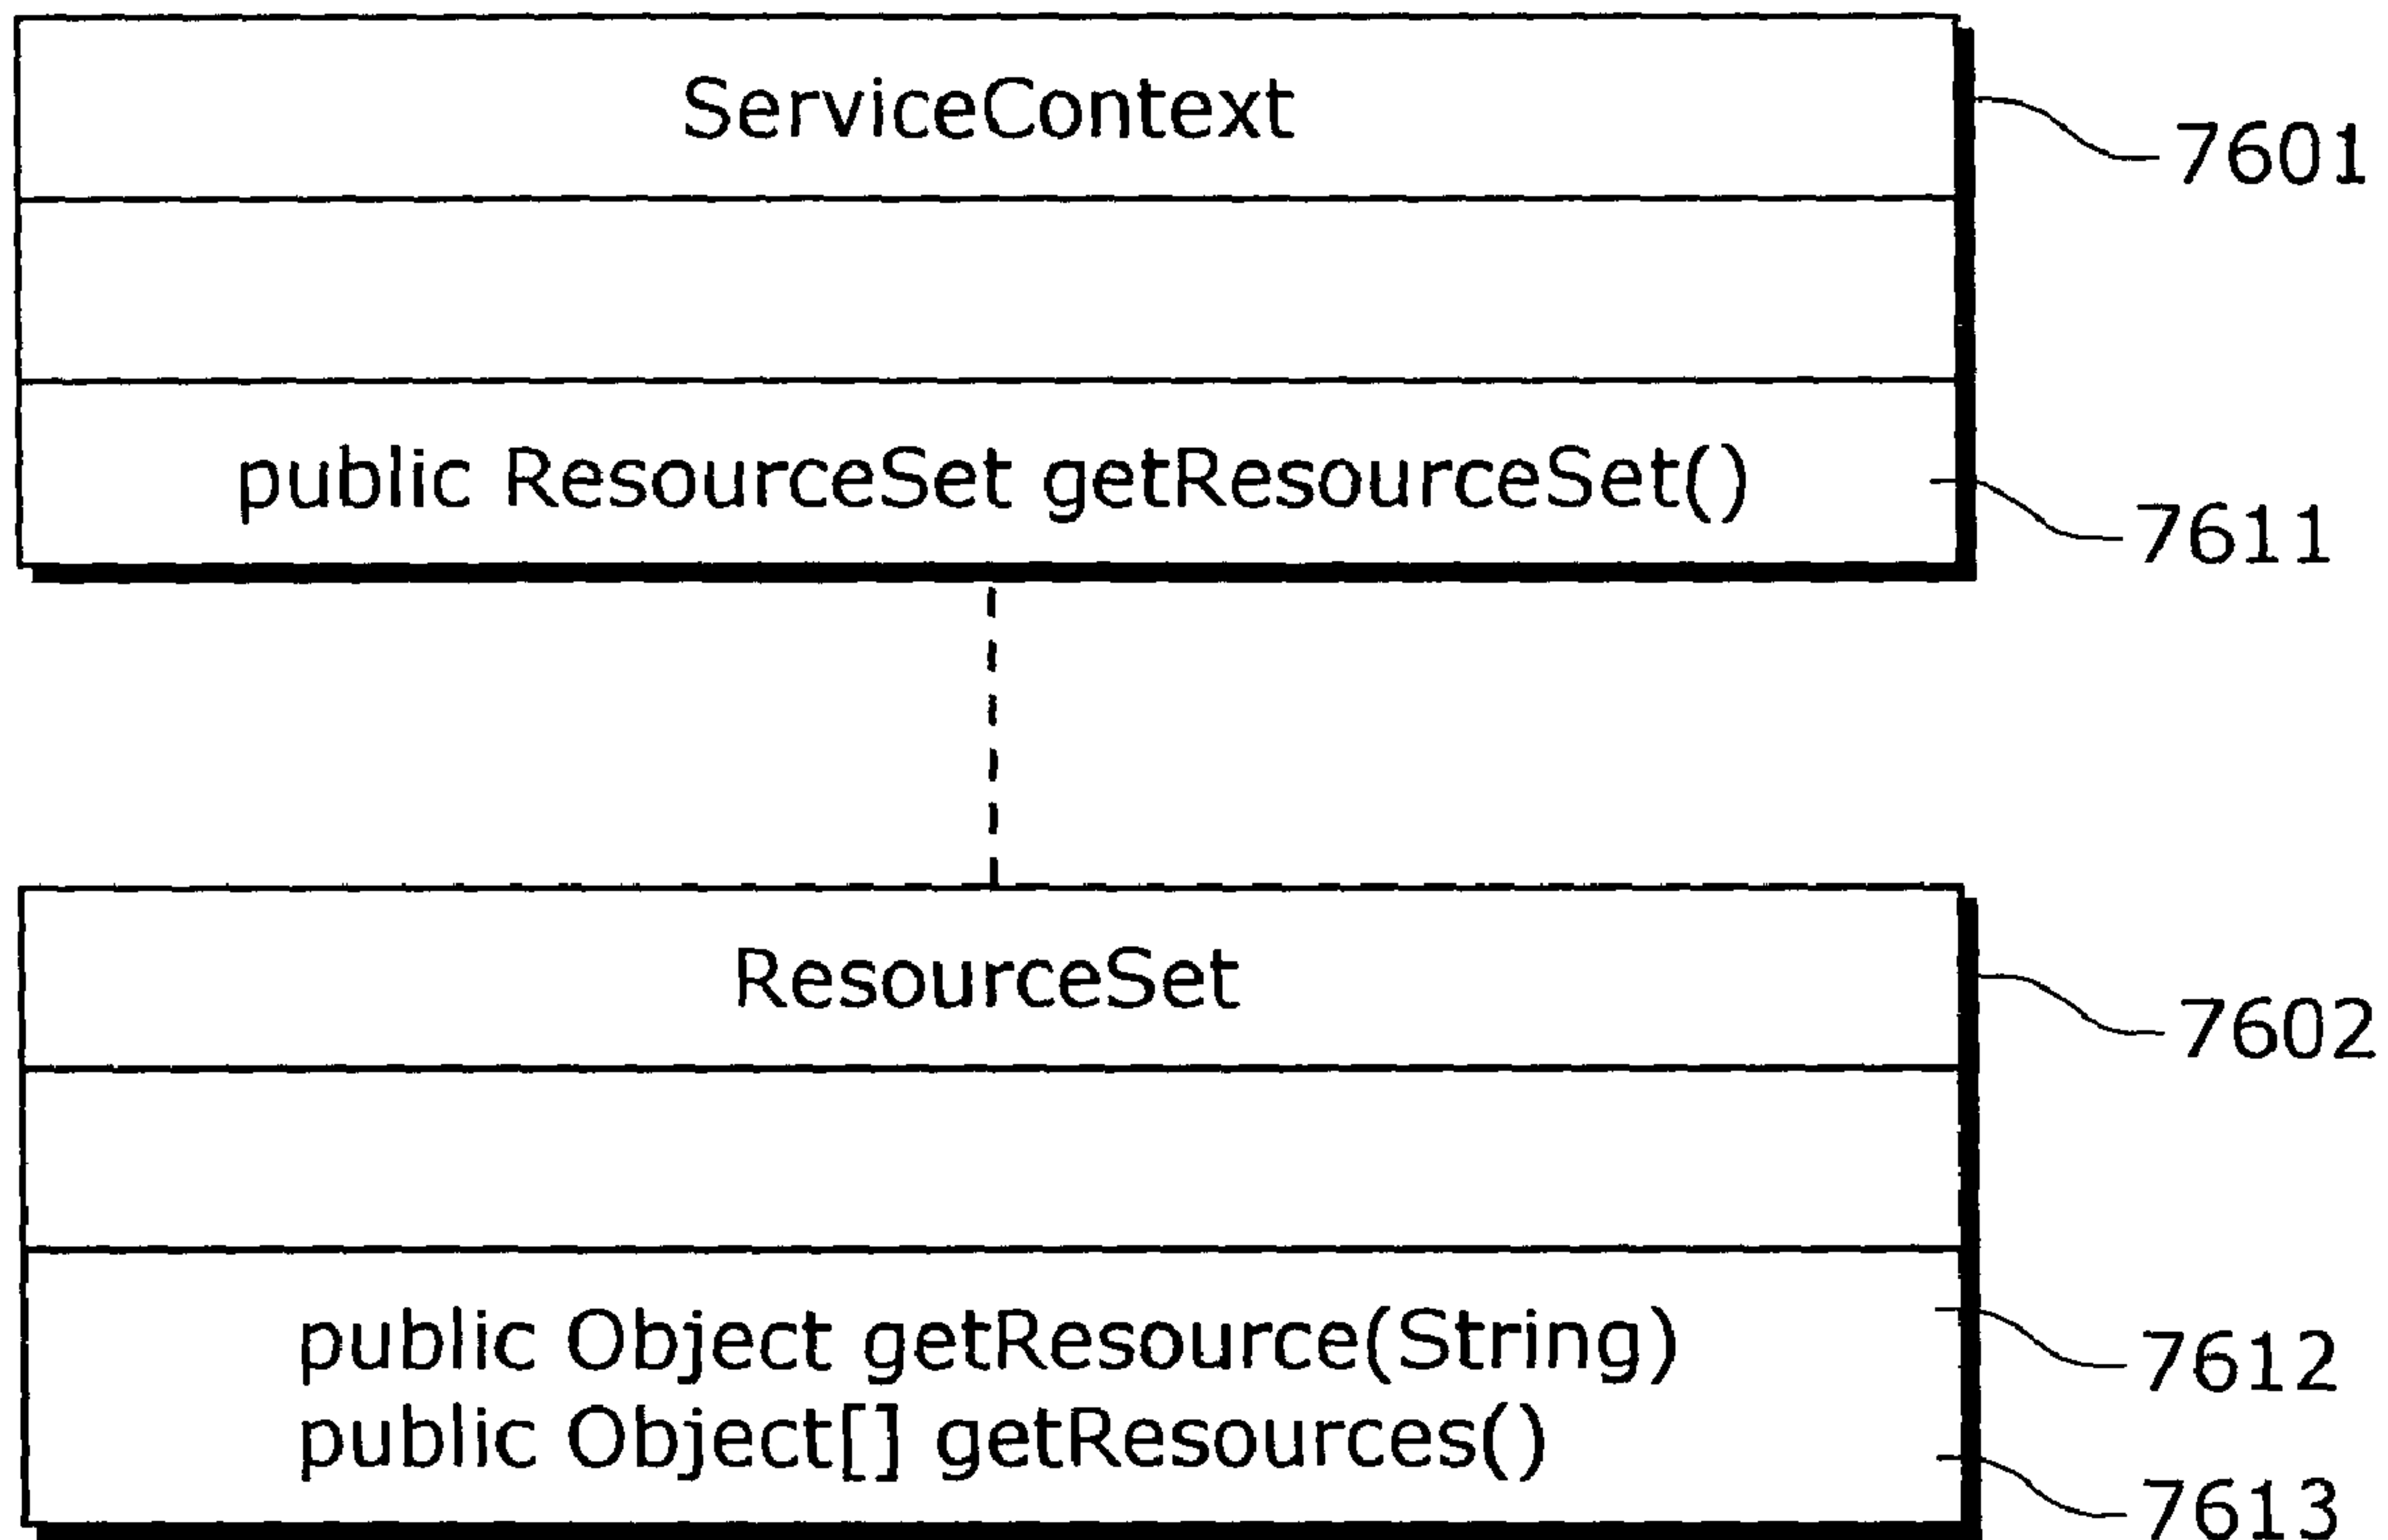 ServiceContext
7601
public ResourceSet getResourceSet()
7611
ResourceSet
7602
public Object getResource(String)
7612
public Object[] getResources()
7613